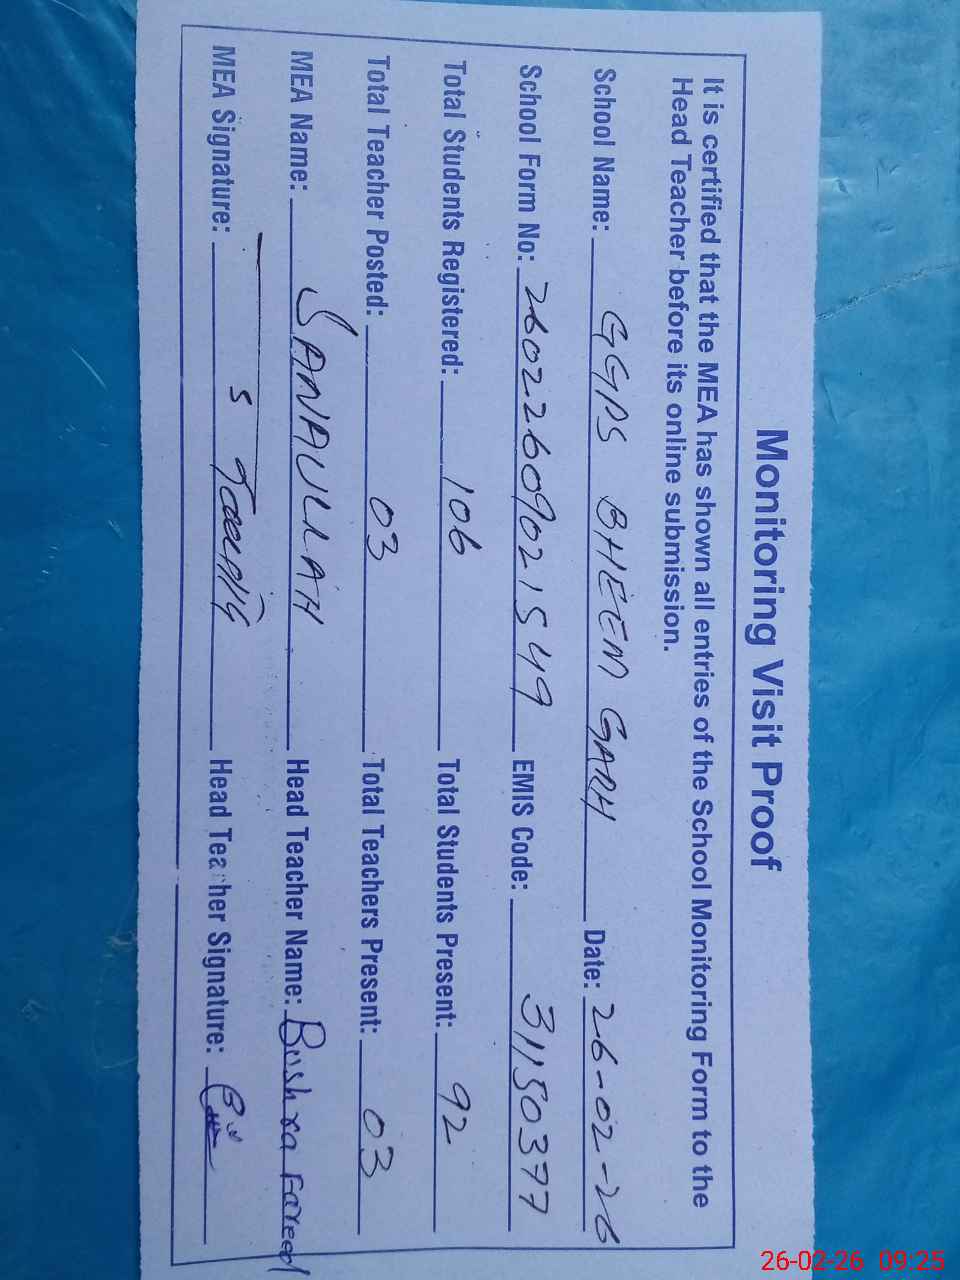 Monitoring Visit Proof
It is certified that the MEA has shown all entries of the School Monitoring Form to the
Head Teacher before its online submission.
School Name: GGPS BHEEM GARH Date: 26-02-26
School Form No: 26022609021549 EMIS Code: 31150377
Total Students Registered: 106 Total Students Present: 92
Total Teacher Posted: 03 Total Teachers Present: 03
MEA Name: SANAULLAH Head Teacher Name: Bushra Fareed
MEA Signature: Head Teacher Signature:
26-02-26 09:25